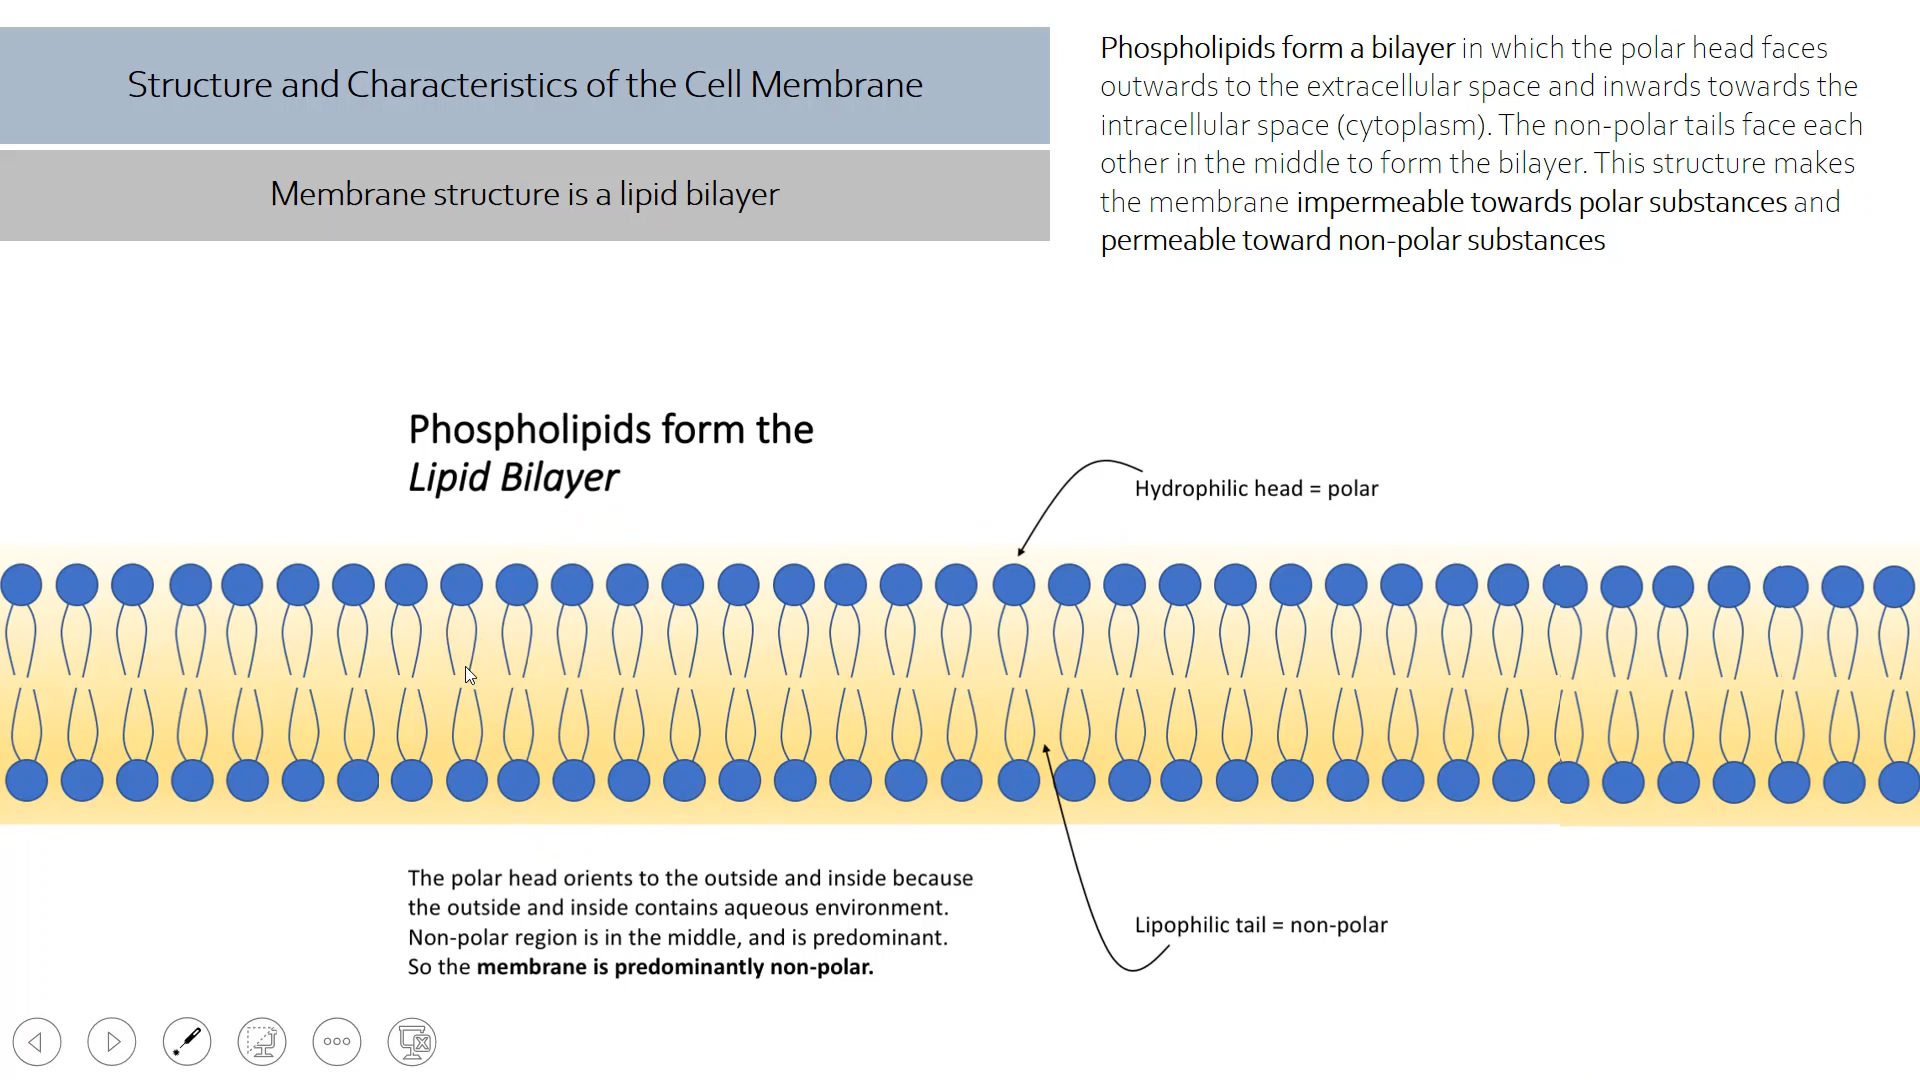 Structure and Characteristics of the Cell Membrane
Membrane structure is a lipid bilayer
Phospholipids form a bilayer in which the polar head faces
outwards to the extracellular space and inwards towards the
intracellular space (cytoplasm). The non-polar tails face each
other in the middle to form the bilayer. This structure makes
the membrane impermeable towards polar substances and
permeable toward non-polar substances
Phospholipids form the
Lipid Bilayer
Hydrophilic head = polar
The polar head orients to the outside and inside because
the outside and inside contains aqueous environment.
Non-polar region is in the middle, and is predominant.
So the membrane is predominantly non-polar.
Lipophilic tail = non-polar